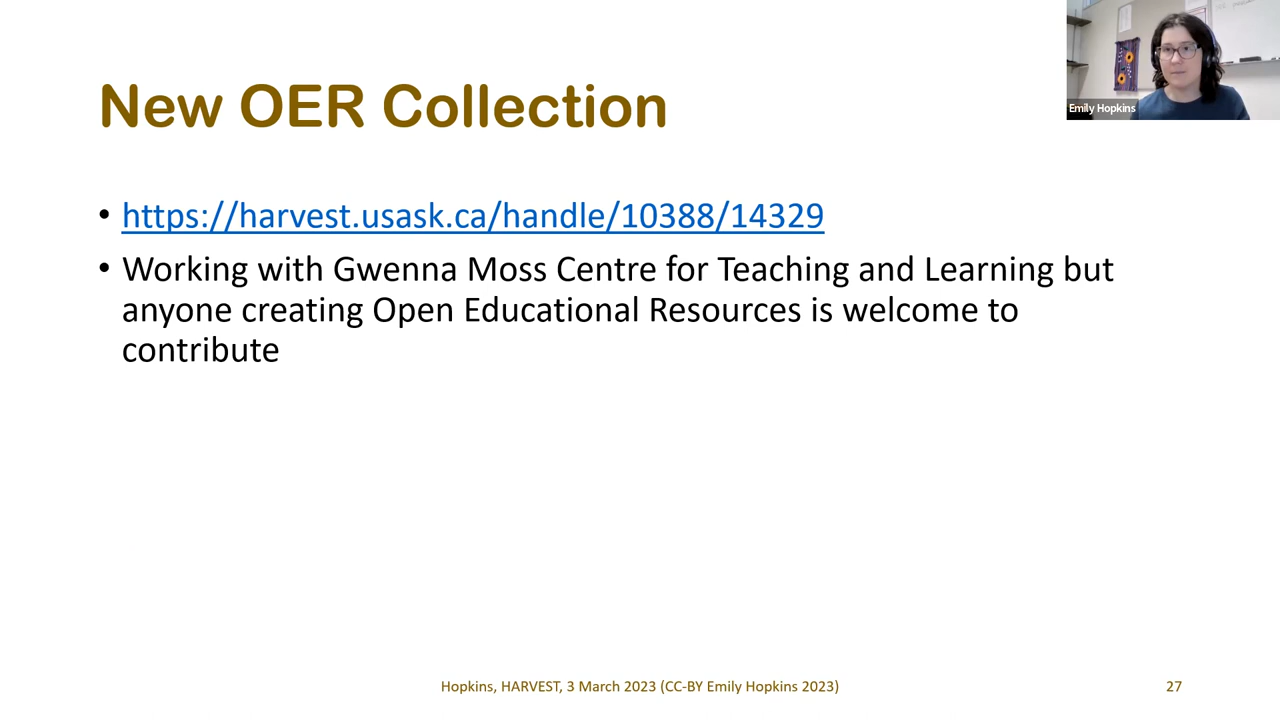 Emily Hopkins
New OER Collection
• https://harvest.usask.ca/handle/10388/14329
• Working with Gwenna Moss Centre for Teaching and Learning but
anyone creating Open Educational Resources is welcome to
contribute
Hopkins, HARVEST, 3 March 2023 (CC-BY Emily Hopkins 2023)
27